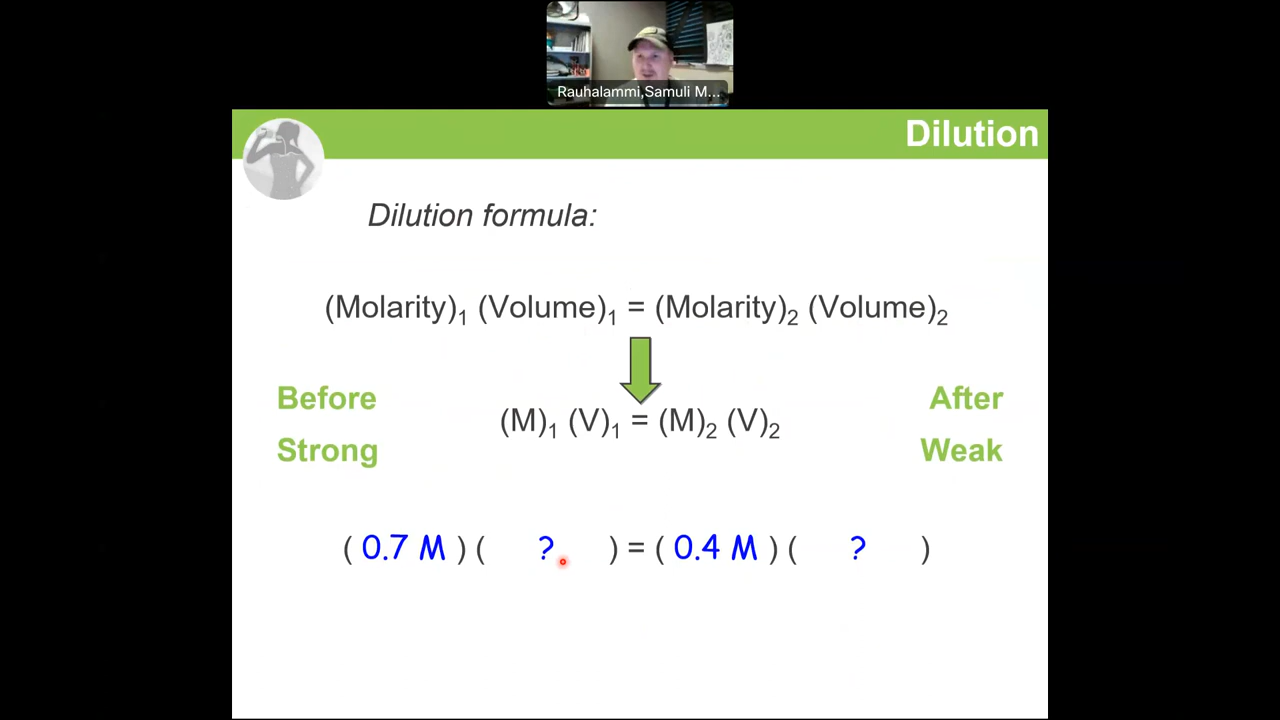 Rauhalammi,Samuli M...
Dilution
Dilution formula:
(Molarity)₁ (Volume)₁ = (Molarity)₂ (Volume)₂
Before
After
(M)₁ (V)₁ = (M)₂ (V)₂
Strong
Weak
( 0.7 M ) ( ? ) = ( 0.4 M ) ( ? )